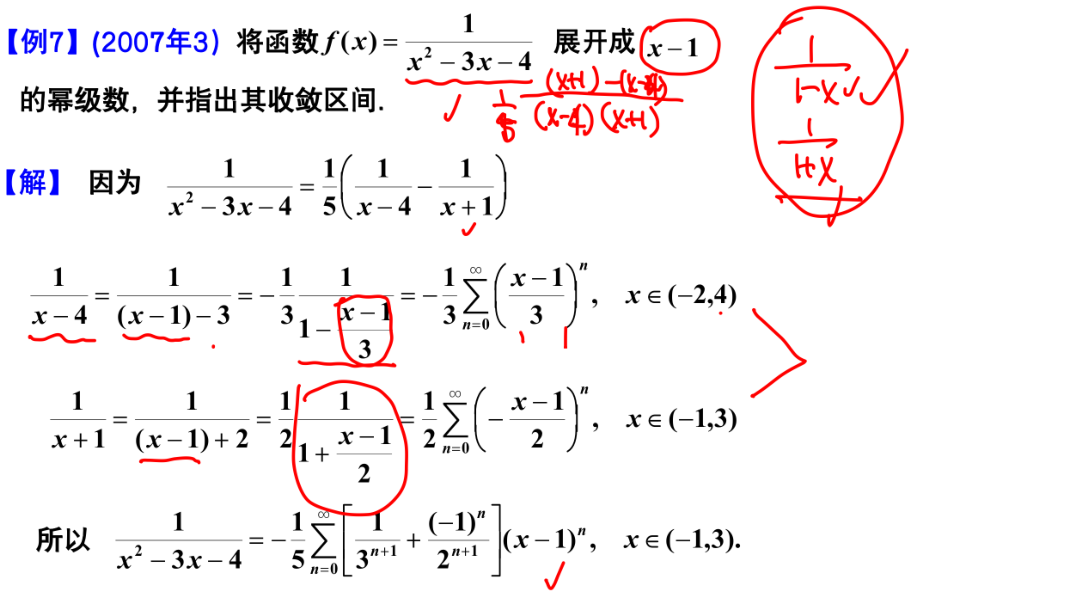 【例7】(2007年3) 将函数 f(x) = \frac{1}{x^2 - 3x - 4} 展开成 x - 1
的幂级数，并指出其收敛区间.
\frac{1}{5} \frac{(x+1) - (x-4)}{(x-4)(x+1)}
\frac{1}{1-x}
\frac{1}{1+x}
【解】 因为 \frac{1}{x^2 - 3x - 4} = \frac{1}{5}\left(\frac{1}{x-4} - \frac{1}{x+1}\right)
\frac{1}{x-4} = \frac{1}{(x-1)-3} = -\frac{1}{3} \frac{1}{1 - \frac{x-1}{3}} = -\frac{1}{3} \sum_{n=0}^{\infty} \left(\frac{x-1}{3}\right)^n, x ∈ (-2,4)
\frac{1}{x+1} = \frac{1}{(x-1)+2} = \frac{1}{2} \frac{1}{1 + \frac{x-1}{2}} = \frac{1}{2} \sum_{n=0}^{\infty} \left(-\frac{x-1}{2}\right)^n, x ∈ (-1,3)
所以 \frac{1}{x^2 - 3x - 4} = -\frac{1}{5} \sum_{n=0}^{\infty} \left[\frac{1}{3^{n+1}} + \frac{(-1)^n}{2^{n+1}}\right](x-1)^n, x ∈ (-1,3).